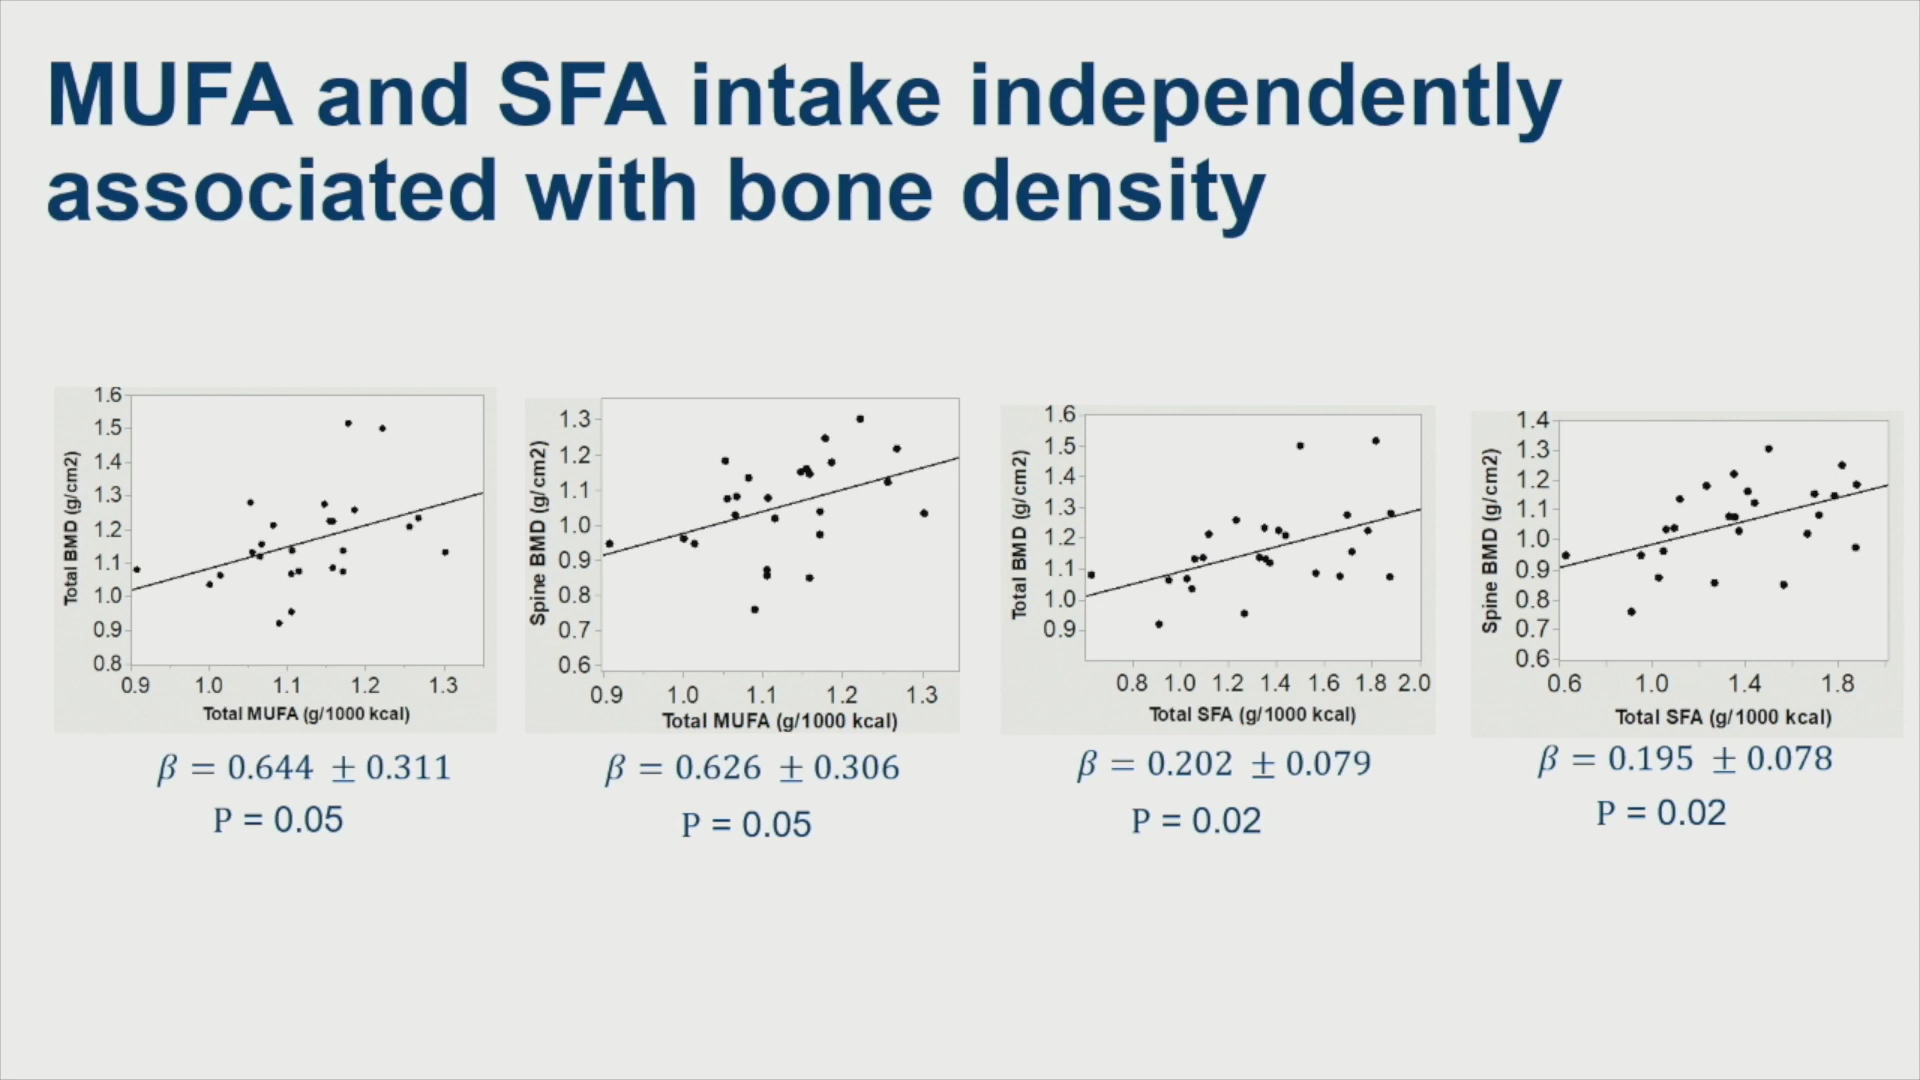 MUFA and SFA intake independently
associated with bone density
1.6
1.5
1.4
1.3
1.2
1.1
1.0
0.9
0.8
Total BMD (g/cm2)
0.9 1.0 1.1 1.2 1.3
Total MUFA (g/1000 kcal)
β = 0.644 ± 0.311
P = 0.05
1.3
1.2
1.1
1.0
0.9
0.8
0.7
0.6
Spine BMD (g/cm2)
0.9 1.0 1.1 1.2 1.3
Total MUFA (g/1000 kcal)
β = 0.626 ± 0.306
P = 0.05
1.6
1.5
1.4
1.3
1.2
1.1
1.0
0.9
Total BMD (g/cm2)
0.8 1.0 1.2 1.4 1.6 1.8 2.0
Total SFA (g/1000 kcal)
β = 0.202 ± 0.079
P = 0.02
1.4
1.3
1.2
1.1
1.0
0.9
0.8
0.7
0.6
Spine BMD (g/cm2)
0.6 1.0 1.4 1.8
Total SFA (g/1000 kcal)
β = 0.195 ± 0.078
P = 0.02